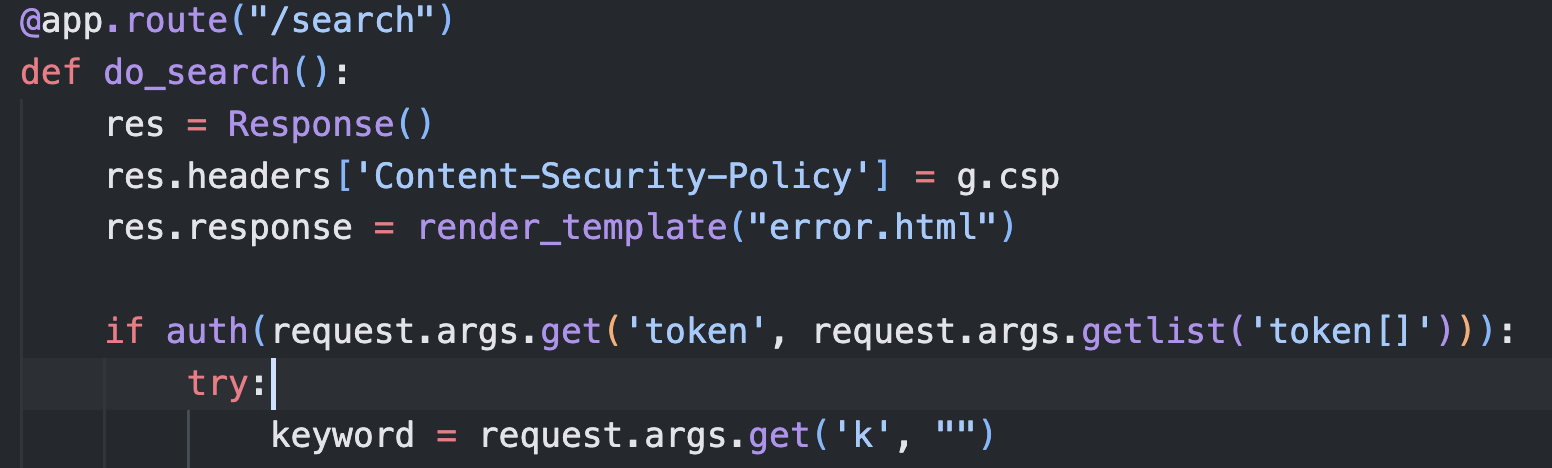 @app.route("/search")
def do_search():
    res = Response()
    res.headers['Content-Security-Policy'] = g.csp
    res.response = render_template("error.html")

    if auth(request.args.get('token', request.args.getlist('token[]'))):
        try:
            keyword = request.args.get('k', "")